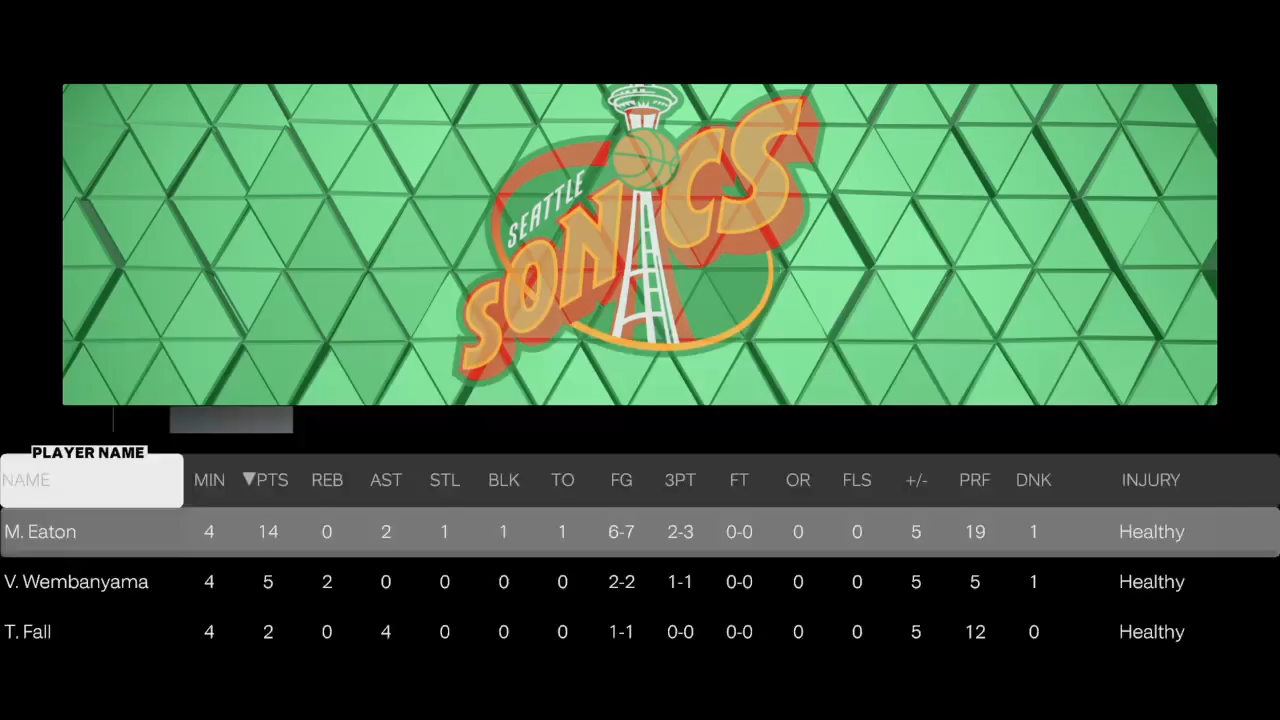 SEATTLE
SONICS
PLAYER NAME
NAME MIN ▼PTS REB AST STL BLK TO FG 3PT FT OR FLS +/- PRF DNK INJURY
M. Eaton 4 14 0 2 1 1 1 6-7 2-3 0-0 0 0 5 19 1 Healthy
V. Wembanyama 4 5 2 0 0 0 0 2-2 1-1 0-0 0 0 5 5 1 Healthy
T. Fall 4 2 0 4 0 0 0 1-1 0-0 0-0 0 0 5 12 0 Healthy